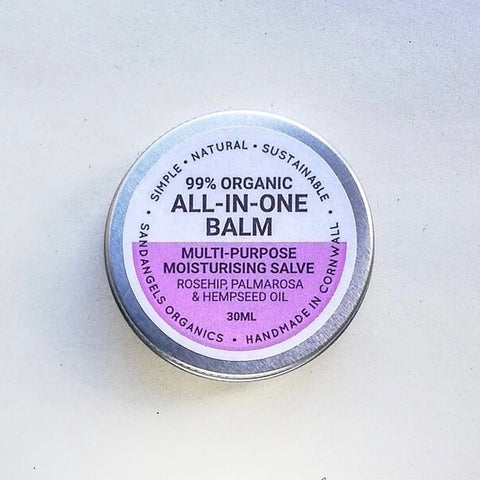 • SIMPLE • NATURAL • SUSTAINABLE •
99% ORGANIC
ALL-IN-ONE
BALM
MULTI-PURPOSE
MOISTURISING SALVE
ROSEHIP, PALMAROSA
& HEMPSEED OIL
30ML
SANDANGELS ORGANICS • HANDMADE IN CORNWALL